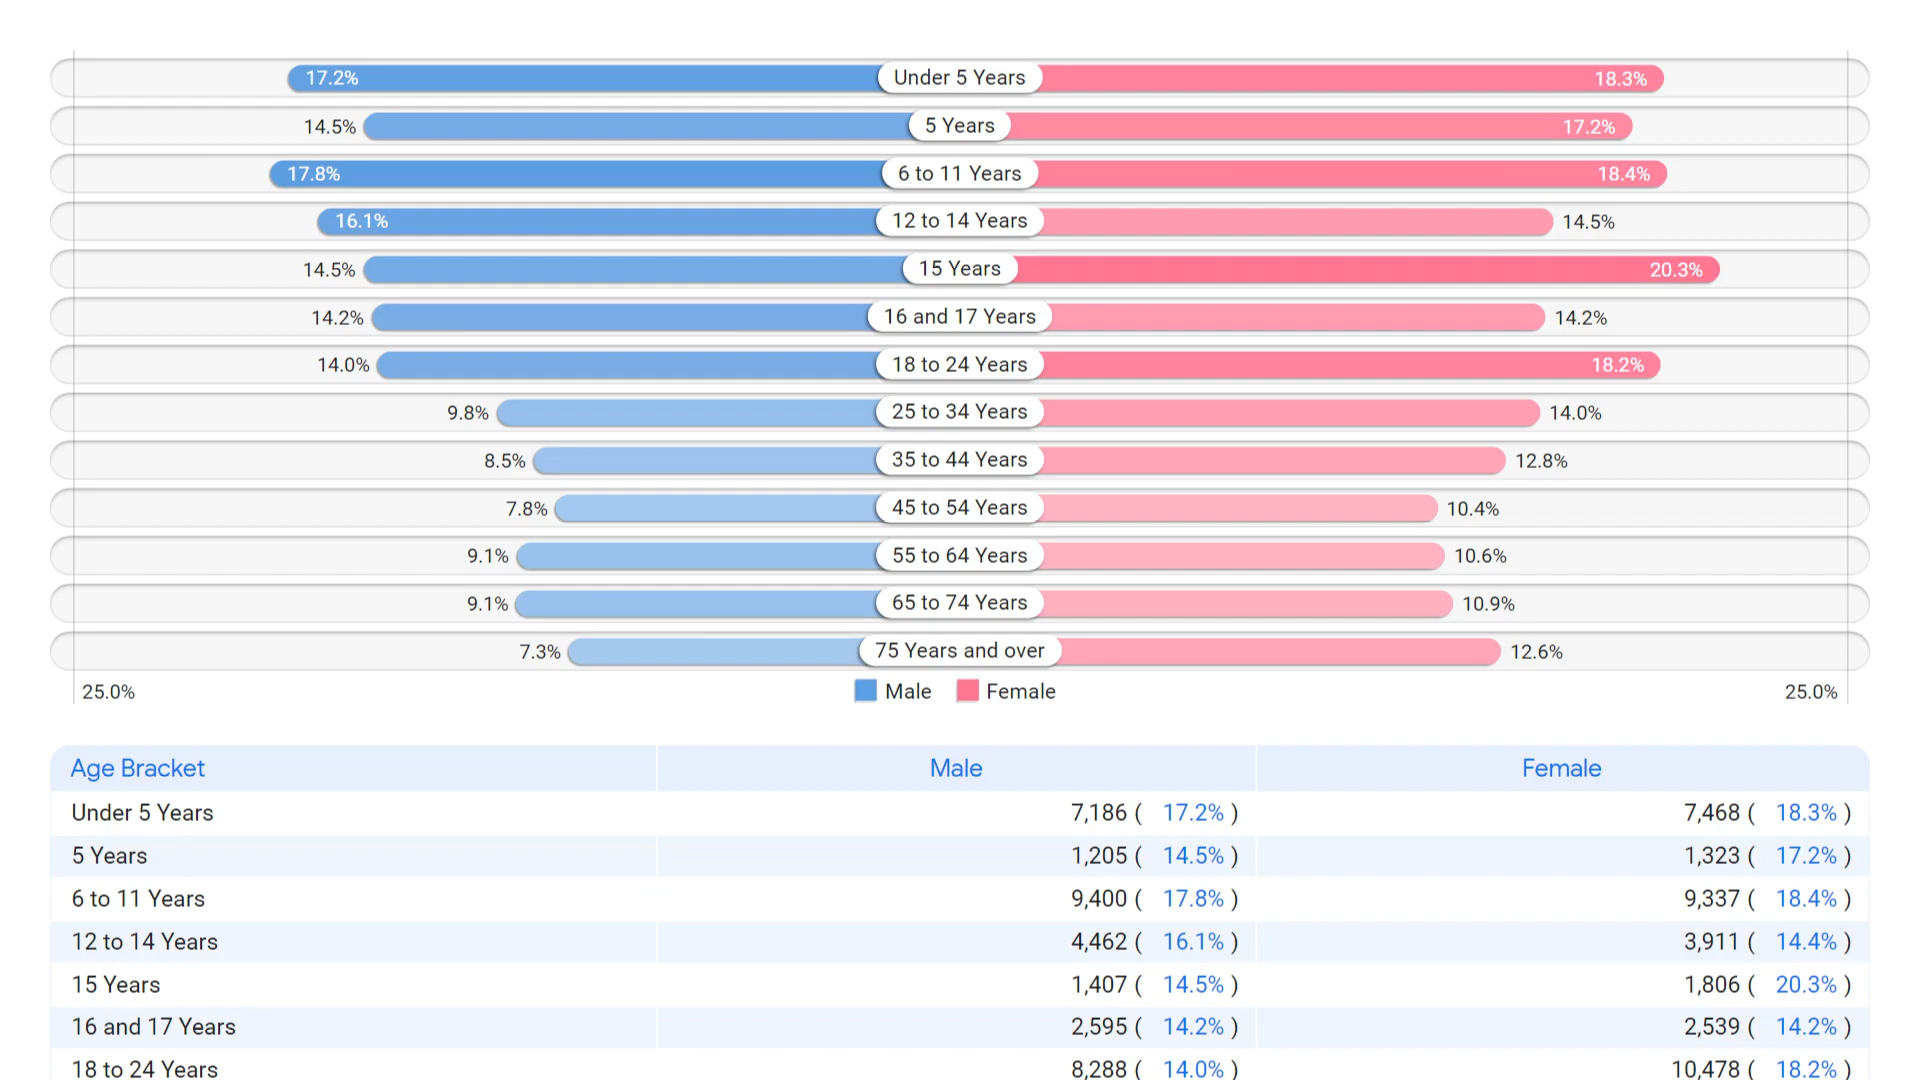 17.2% Under 5 Years 18.3%
14.5% 5 Years 17.2%
17.8% 6 to 11 Years 18.4%
16.1% 12 to 14 Years 14.5%
14.5% 15 Years 20.3%
14.2% 16 and 17 Years 14.2%
14.0% 18 to 24 Years 18.2%
9.8% 25 to 34 Years 14.0%
8.5% 35 to 44 Years 12.8%
7.8% 45 to 54 Years 10.4%
9.1% 55 to 64 Years 10.6%
9.1% 65 to 74 Years 10.9%
7.3% 75 Years and over 12.6%
25.0% Male Female 25.0%
Age Bracket Male Female
Under 5 Years 7,186 ( 17.2% ) 7,468 ( 18.3% )
5 Years 1,205 ( 14.5% ) 1,323 ( 17.2% )
6 to 11 Years 9,400 ( 17.8% ) 9,337 ( 18.4% )
12 to 14 Years 4,462 ( 16.1% ) 3,911 ( 14.4% )
15 Years 1,407 ( 14.5% ) 1,806 ( 20.3% )
16 and 17 Years 2,595 ( 14.2% ) 2,539 ( 14.2% )
18 to 24 Years 8,288 ( 14.0% ) 10,478 ( 18.2% )